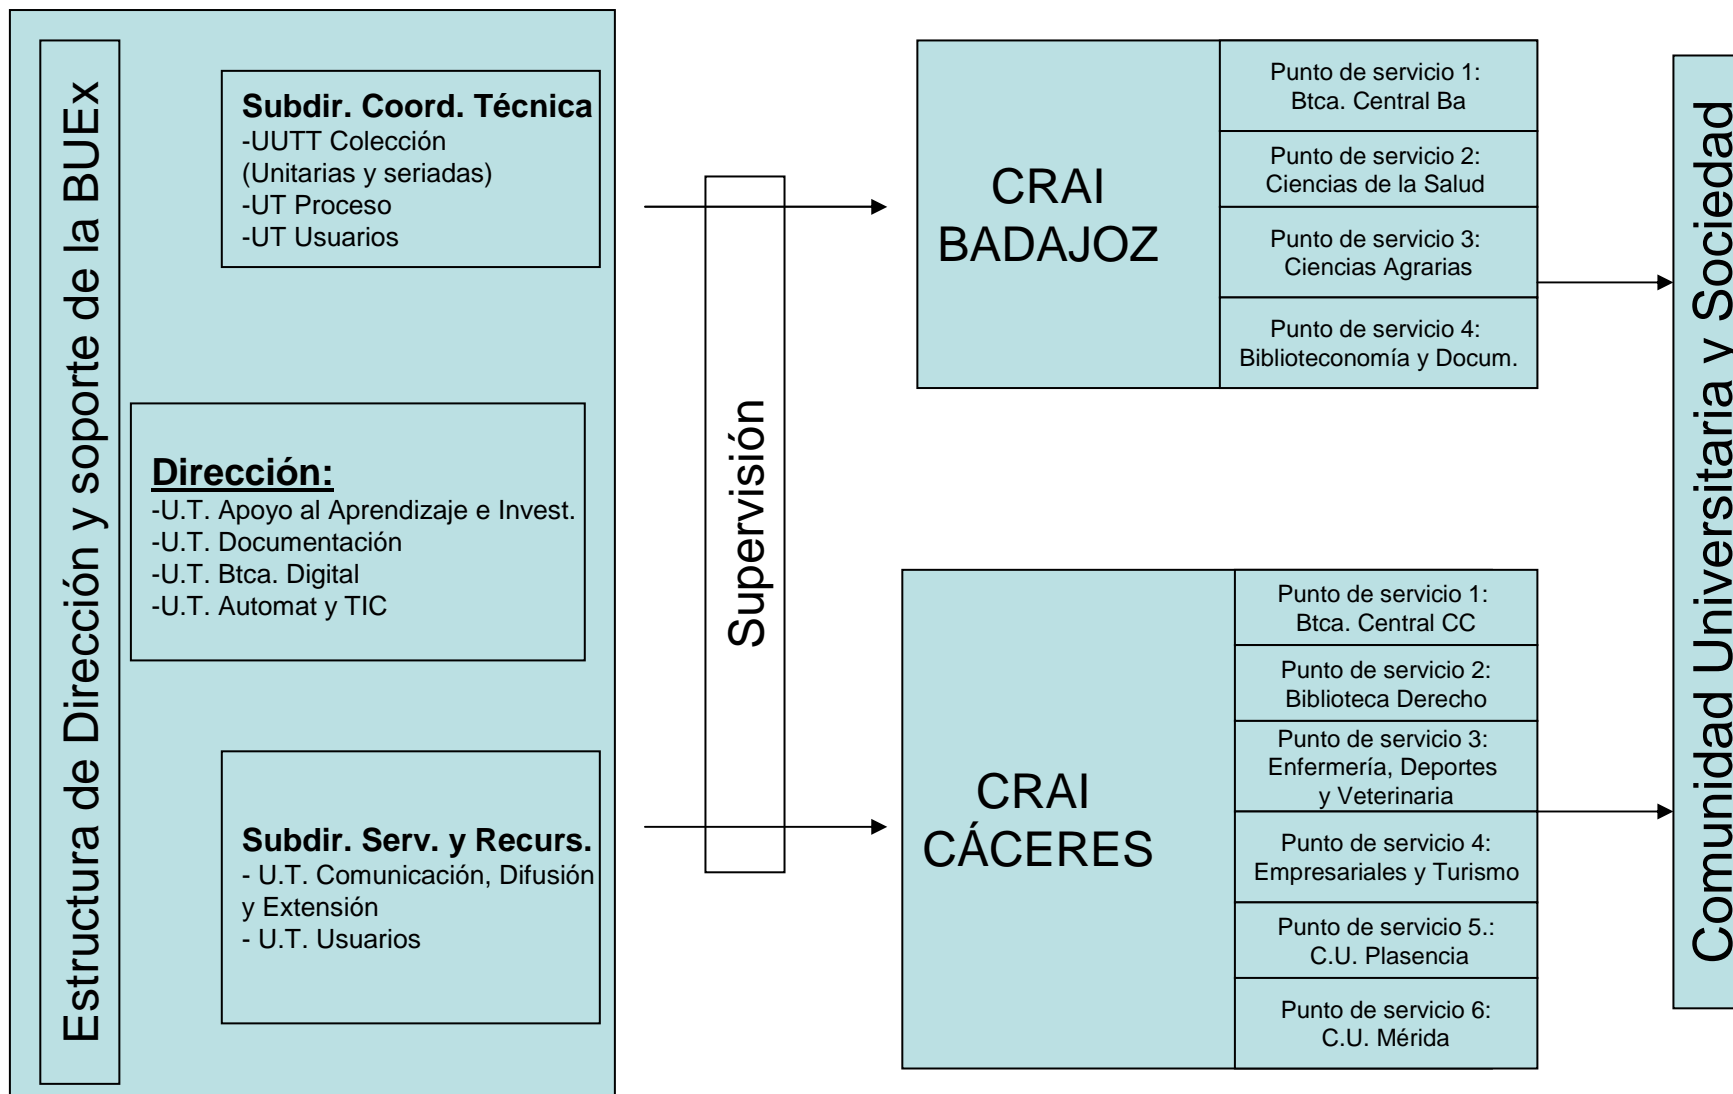 Estructura de Dirección y soporte de la BUEx
Subdir. Coord. Técnica
-UUTT Colección
(Unitarias y seriadas)
-UT Proceso
-UT Usuarios
Dirección:
-U.T. Apoyo al Aprendizaje e Invest.
-U.T. Documentación
-U.T. Btca. Digital
-U.T. Automat y TIC
Subdir. Serv. y Recurs.
- U.T. Comunicación, Difusión
y Extensión
- U.T. Usuarios
Supervisión
CRAI
BADAJOZ
Punto de servicio 1:
Btca. Central Ba
Punto de servicio 2:
Ciencias de la Salud
Punto de servicio 3:
Ciencias Agrarias
Punto de servicio 4:
Biblioteconomía y Docum.
CRAI
CÁCERES
Punto de servicio 1:
Btca. Central CC
Punto de servicio 2:
Biblioteca Derecho
Punto de servicio 3:
Enfermería, Deportes
y Veterinaria
Punto de servicio 4:
Empresariales y Turismo
Punto de servicio 5.:
C.U. Plasencia
Punto de servicio 6:
C.U. Mérida
Comunidad Universitaria y Sociedad